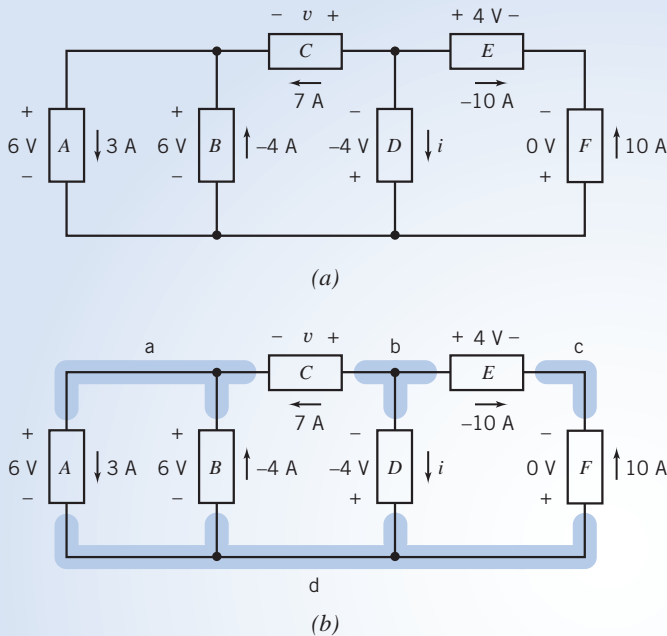 − v + + 4 V −
C E
7 A −10 A
+ + − −
6 V A 3 A 6 V B −4 A −4 V D i 0 V F 10 A
− − + +
(a)
a − v + b + 4 V − c
C E
7 A −10 A
+ + − −
6 V A 3 A 6 V B −4 A −4 V D i 0 V F 10 A
− − + +
d
(b)